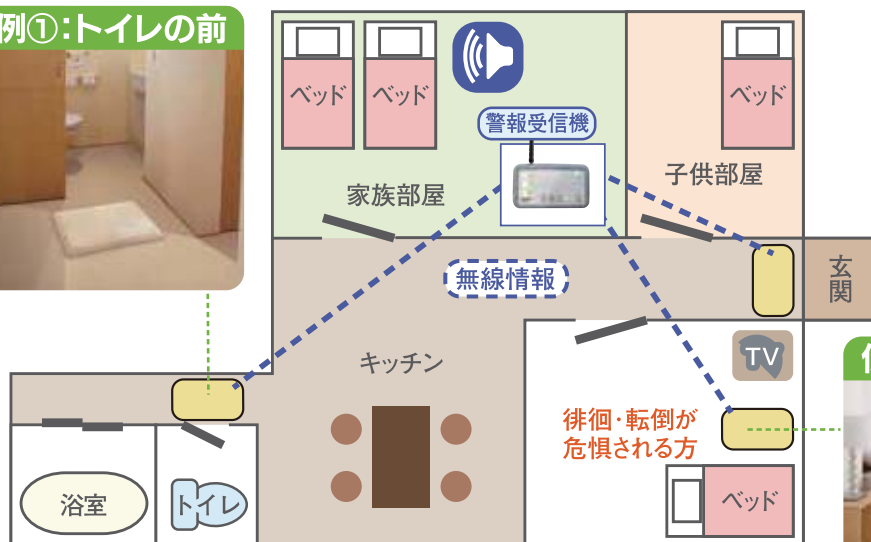 例①:トイレの前
ベッド
ベッド
ベッド
警報受信機
家族部屋
子供部屋
無線情報
玄関
キッチン
TV
徘徊・転倒が
危惧される方
浴室
トイレ
ベッド